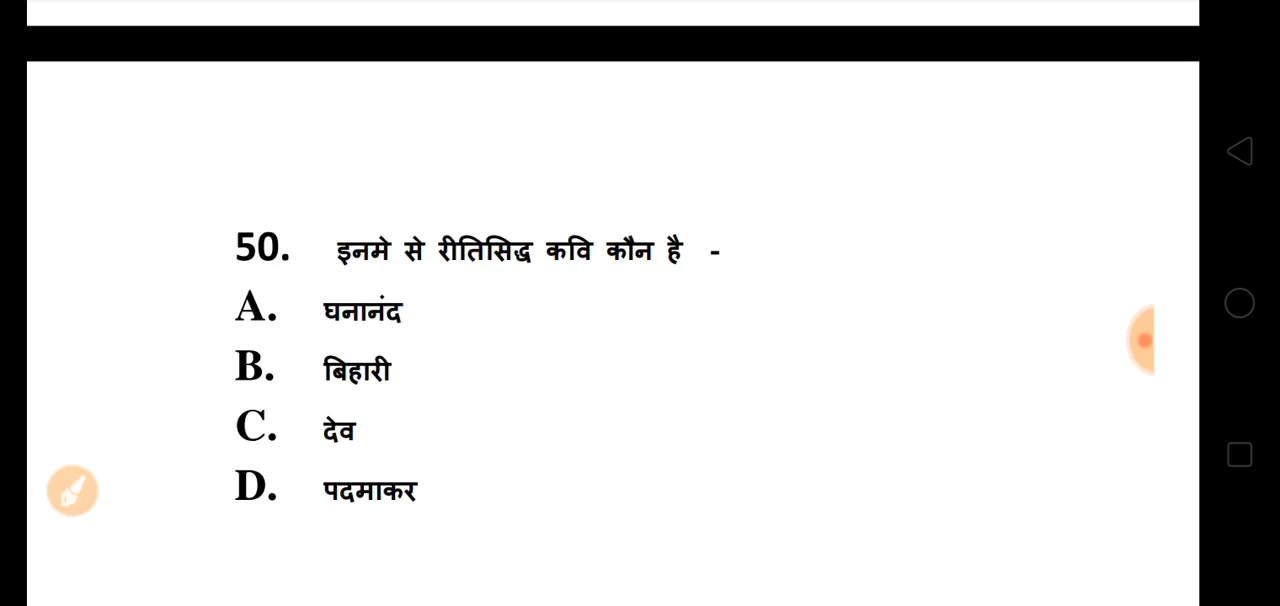 50. इनमे से रीतिसिद्ध कवि कौन है -
A. घनानंद
B. बिहारी
C. देव
D. पदमाकर